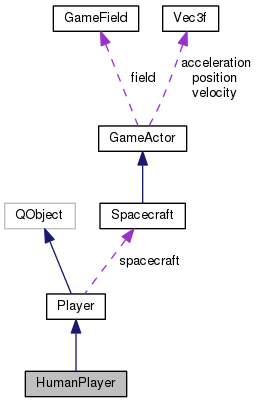 GameField
Vec3f
field
acceleration
position
velocity
GameActor
QObject
Spacecraft
spacecraft
Player
HumanPlayer